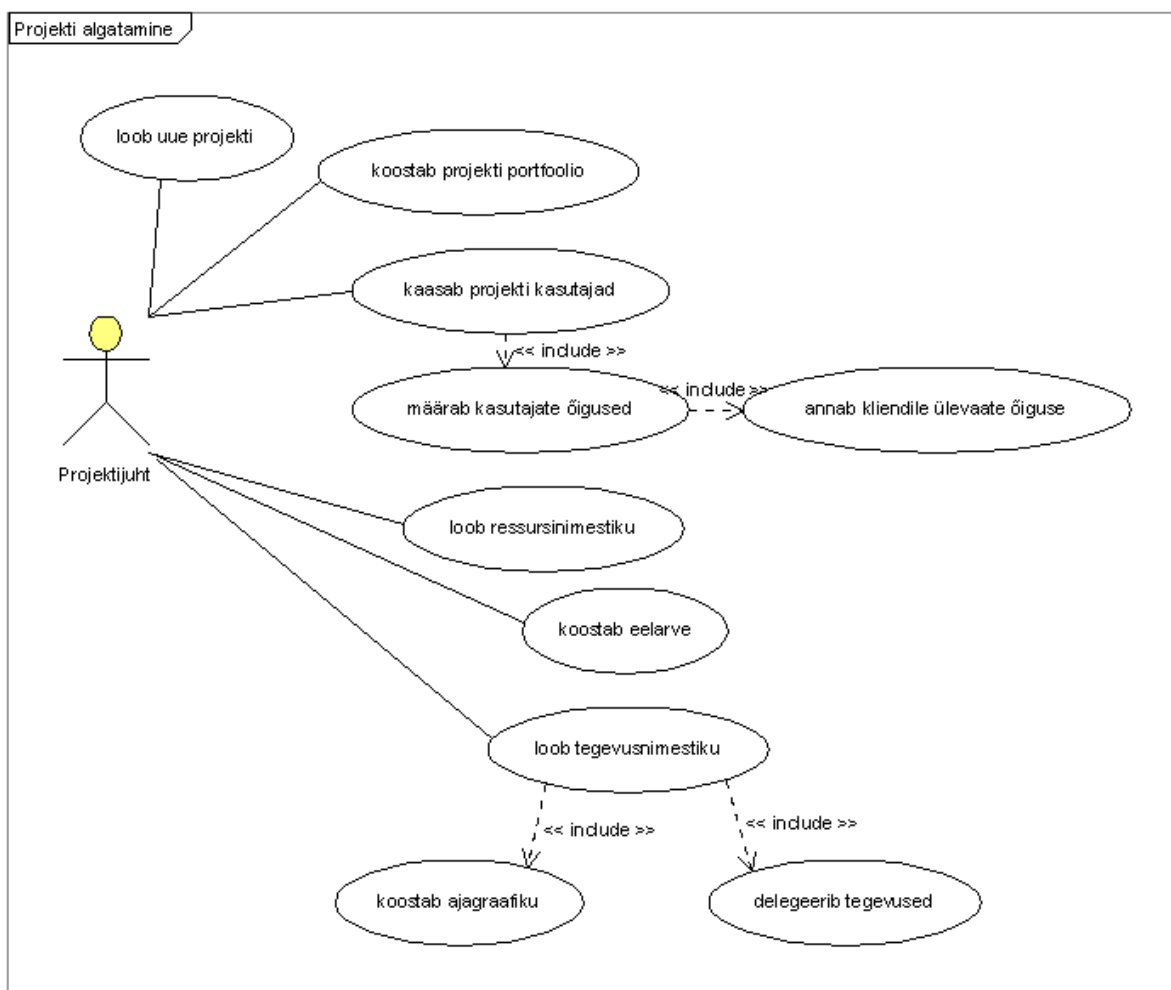 Projekti algatamine
loob uue projekti
koostab projekti portfoolio
kaasab projekti kasutajad
<< include >>
määrab kasutajate õigused
<< include >>
annab kliendile ülevaate õiguse
Projektijuht
loob ressursinimestiku
koostab eelarve
loob tegevusnimestiku
<< include >>
<< include >>
koostab ajagraafiku
delegeerib tegevused